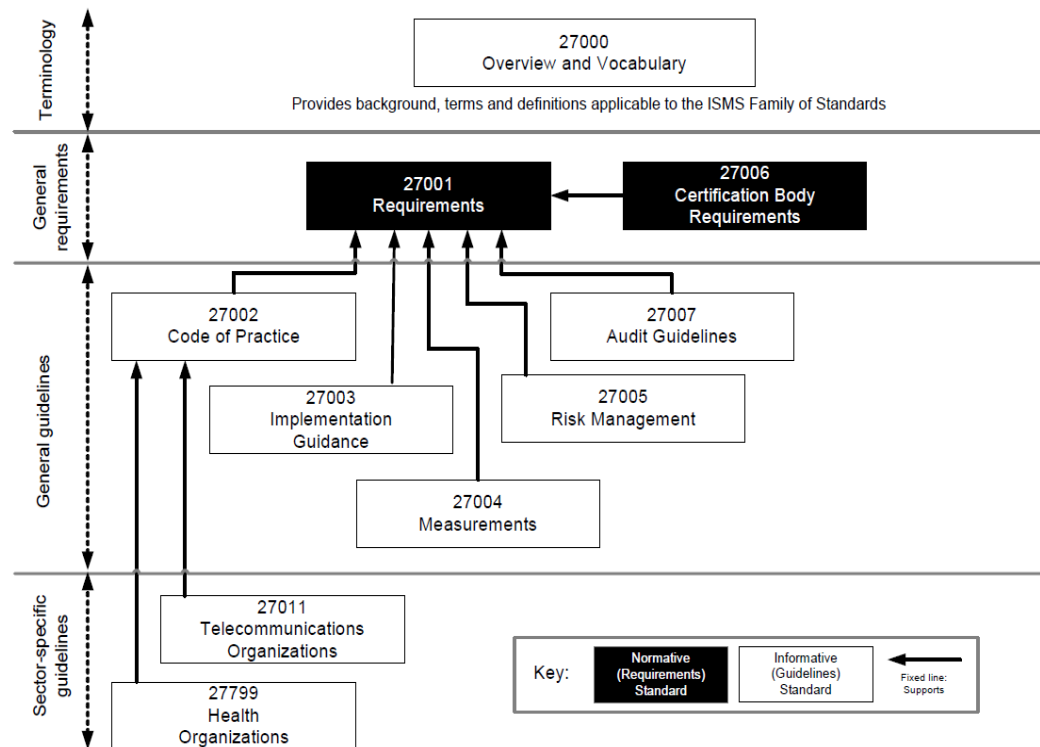 Terminology
27000
Overview and Vocabulary
Provides background, terms and definitions applicable to the ISMS Family of Standards
General
requirements
27001
Requirements
27006
Certification Body
Requirements
General guidelines
27002
Code of Practice
27007
Audit Guidelines
27003
Implementation
Guidance
27005
Risk Management
27004
Measurements
Sector-specific
guidelines
27011
Telecommunications
Organizations
27799
Health
Organizations
Key:
Normative
(Requirements)
Standard
Informative
(Guidelines)
Standard
Fixed line:
Supports